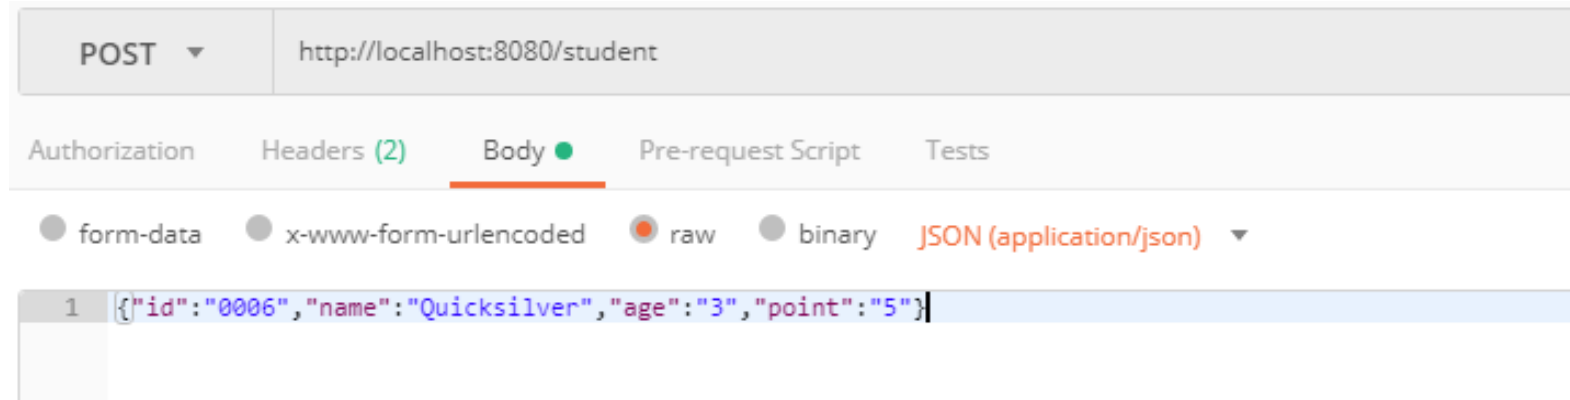 POST http://localhost:8080/student
Authorization Headers (2) Body Pre-request Script Tests
form-data x-www-form-urlencoded raw binary JSON (application/json)
1 {"id":"0006","name":"Quicksilver","age":"3","point":"5"}